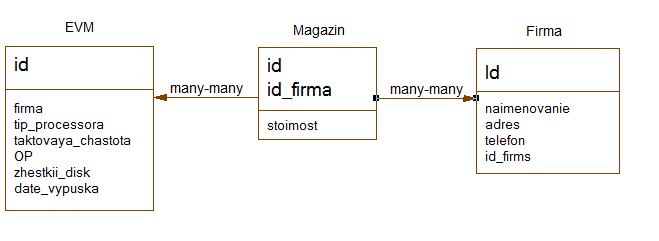 EVM
id
firma
tip_processora
taktovaya_chastota
OP
zhestkii_disk
date_vypuska
many-many
Magazin
id
id_firma
stoimost
many-many
Firma
Id
naimenovanie
adres
telefon
id_firms